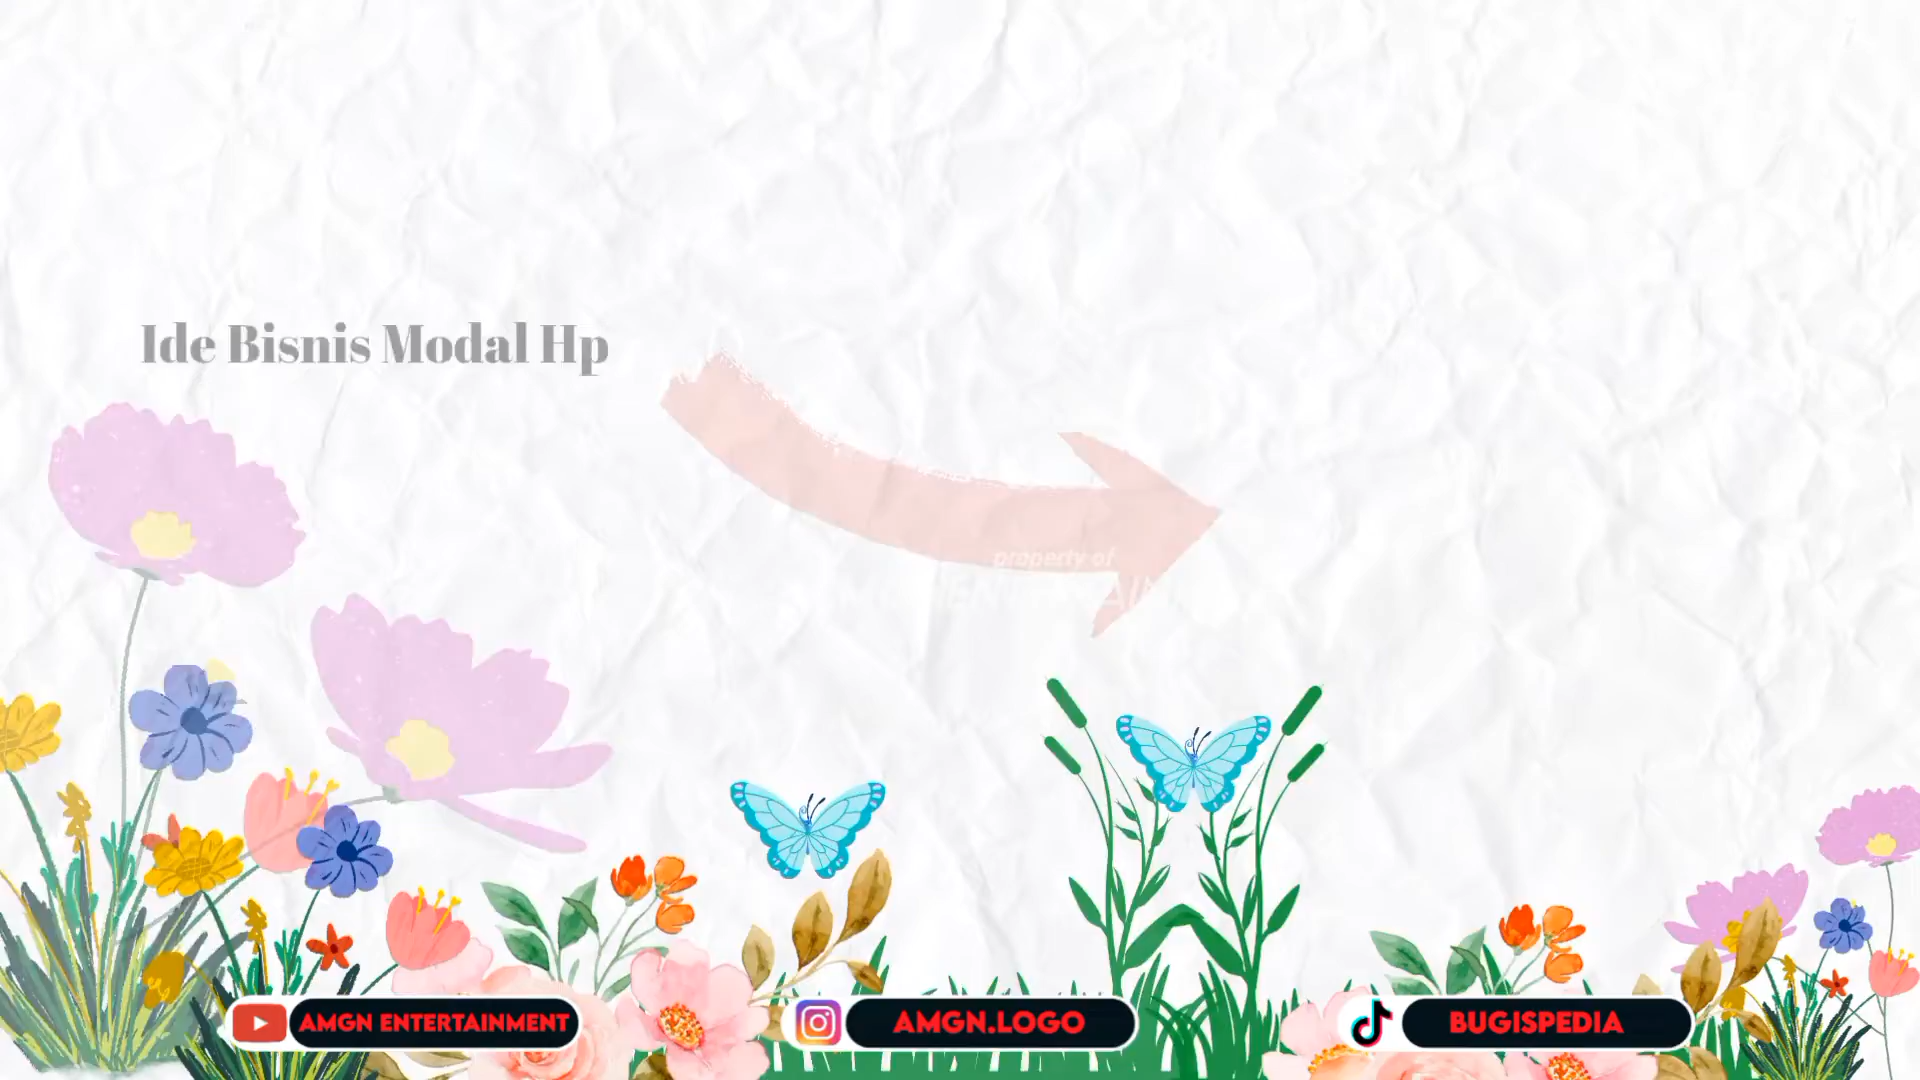 Ide Bisnis Modal Hp
property of
AMGN ENTERTAINMENT
AMGN.LOGO
BUGISPEDIA